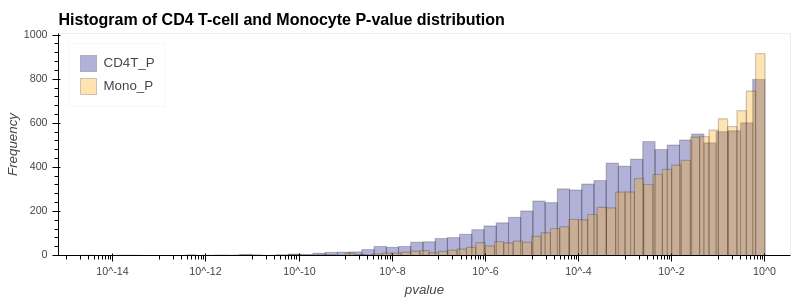 Histogram of CD4 T-cell and Monocyte P-value distribution
CD4T_P
Mono_P
Frequency
1000
800
600
400
200
0
10^-14 10^-12 10^-10 10^-8 10^-6 10^-4 10^-2 10^0
pvalue